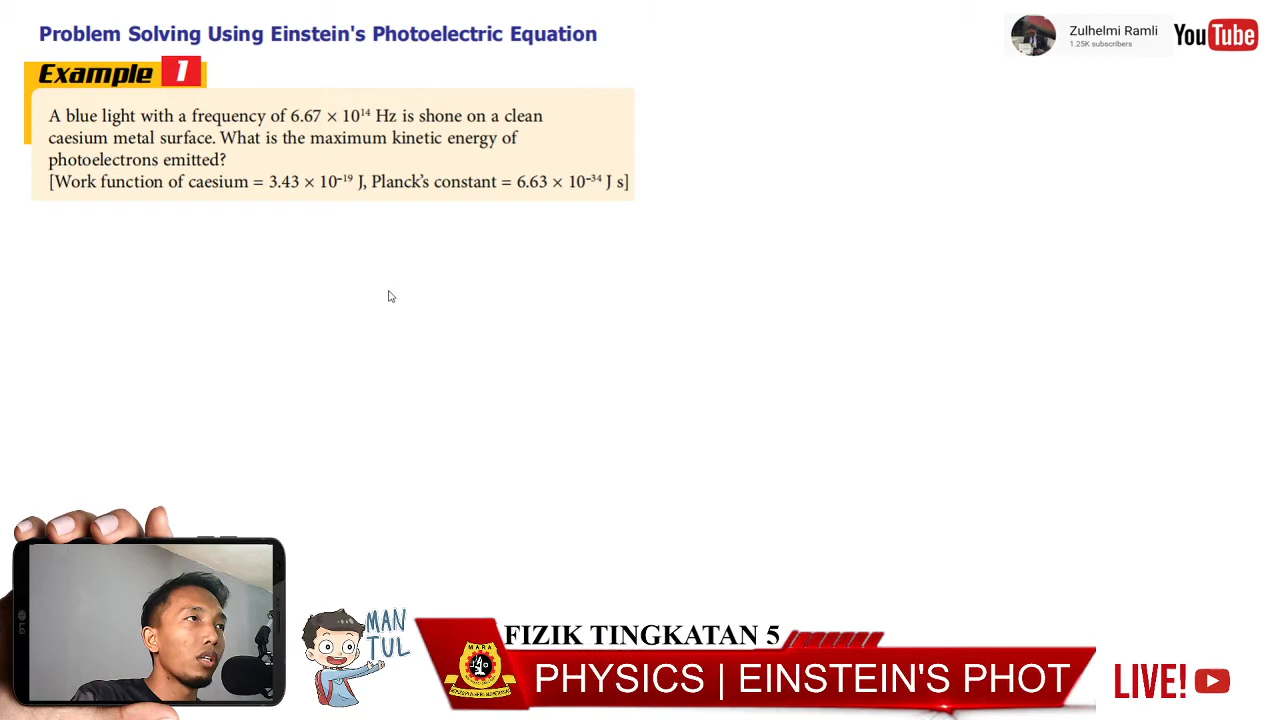 Problem Solving Using Einstein's Photoelectric Equation
Zulhelmi Ramli
1.25K subscribers
YouTube
Example 1
A blue light with a frequency of 6.67 × 10¹⁴ Hz is shone on a clean
caesium metal surface. What is the maximum kinetic energy of
photoelectrons emitted?
[Work function of caesium = 3.43 × 10⁻¹⁹ J, Planck's constant = 6.63 × 10⁻³⁴ J s]
LG
MAN
TUL
FIZIK TINGKATAN 5
MARA
PHYSICS | EINSTEIN'S PHOT
LIVE!